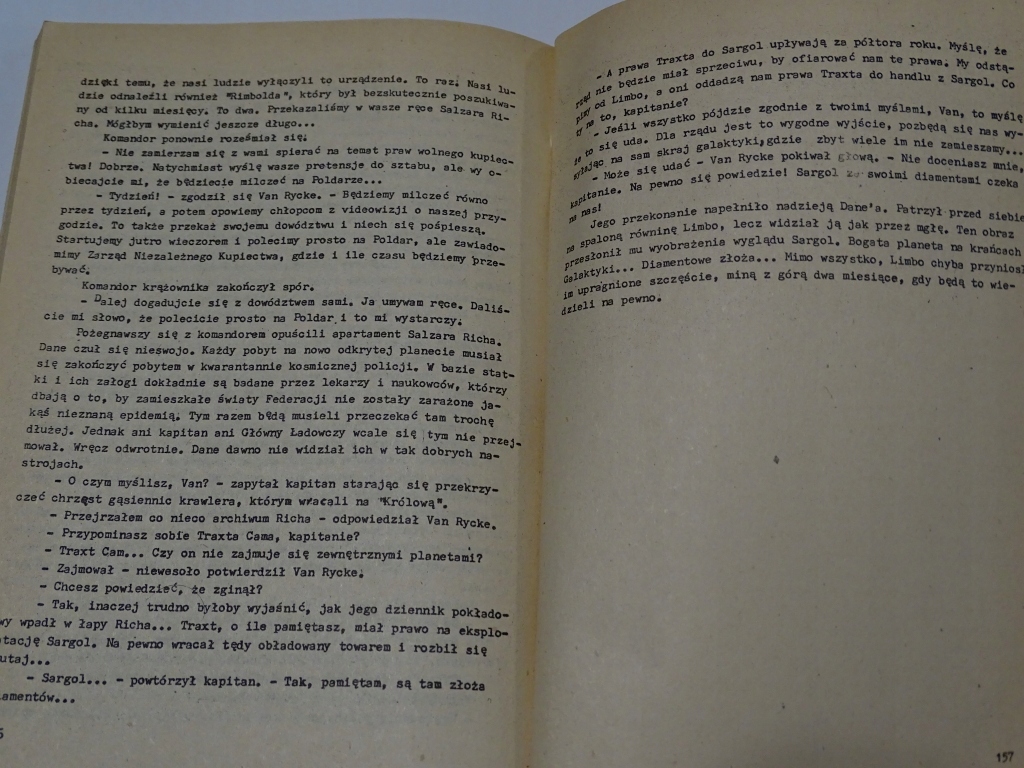 dzięki temu, że nasi ludzie wyłączyli to urządzenie. To raz. Nasi lu-
dzie odnaleźli również "Rimbolda", który był bezskutecznie poszukiwa-
ny od kilku miesięcy. To dwa. Przekazaliśmy w wasze ręce Salzara Ri-
cha. Mógłbym wymienić jeszcze długo...
Komandor ponownie roześmiał się.
- Nie zamierzam się z wami spierać na temat praw wolnego kupiec-
twa! Dobrze. Natychmiast wyślę wasze pretensje do sztabu, ale wy o-
biecajcie mi, że będziecie milczeć na Poldarze...
- Tydzień! - zgodził się Van Rycke. - Będziemy milczeć równo
przez tydzień, a potem opowiemy chłopcom z videowizji o naszej przy-
godzie. To także przekaż swojemu dowództwu i niech się pośpieszą.
Startujemy jutro wieczorem i polecimy prosto na Poldar, ale zawiado-
mimy Zarząd Niezależnego Kupiectwa, gdzie i ile czasu będziemy prze-
bywać.
Komandor krążownika zakończył spór.
- Dalej dogadujcie się z dowództwem sami. Ja umywam ręce. Daliś-
cie mi słowo, że polecicie prosto na Poldar i to mi wystarczy.
Pożegnawszy się z komandorem opuścili apartament Salzara Richa.
Dane czuł się nieswojo. Każdy pobyt na nowo odkrytej planecie musiał
się zakończyć pobytem w kwarantannie kosmicznej policji. W bazie stat-
ki i ich załogi dokładnie są badane przez lekarzy i naukowców, którzy
dbają o to, by zamieszkałe światy Federacji nie zostały zarażone ja-
kąś nieznaną epidemią. Tym razem będą musieli przeczekać tam trochę
dłużej. Jednak ani kapitan ani Główny Ładowczy wcale się tym nie przej-
mował. Wręcz odwrotnie. Dane dawno nie widział ich w tak dobrych na-
strojach.
- O czym myślisz, Van? - zapytał kapitan starając się przekrzy-
czeć chrzęst gąsiennic krawlera, którym wracali na "Królową".
- Przejrzałem co nieco archiwum Richa - odpowiedział Van Rycke.
- Przypominasz sobie Traxta Cama, kapitanie?
- Traxt Cam... Czy on nie zajmuje się zewnętrznymi planetami?
- Zajmował - niewesoło potwierdził Van Rycke.
- Chcesz powiedzieć, że zginął?
- Tak, inaczej trudno byłoby wyjaśnić, jak jego dziennik pokłado-
wy wpadł w łapy Richa... Traxt, o ile pamiętasz, miał prawo na eksplo-
tację Sargol. Na pewno wracał tędy obładowany towarem i rozbił się
utaj...
- Sargol... - powtórzył kapitan. - Tak, pamiętam, są tam złoża
amentów...
- A prawa Traxta do Sargol upływają za półtora roku. Myślę, że
rząd nie będzie miał sprzeciwu, by ofiarować nam te prawa. My odstą-
pimy od Limbo, a oni oddadzą nam prawa Traxta do handlu z Sargol. Co
ty na to, kapitanie?
- Jeśli wszystko pójdzie zgodnie z twoimi myślami, Van, to myślę
że to się uda. Dla rządu jest to wygodne wyjście, pozbędą się nas wy-
syłając na sam skraj galaktyki, gdzie zbyt wiele im nie zamieszamy...
- Może się udać - Van Rycke pokiwał głową. - Nie doceniasz mnie,
kapitanie. Na pewno się powiedzie! Sargol ze swoimi diamentami czeka
na nas!
Jego przekonanie napełniło nadzieją Dane'a. Patrzył przed siebie
na spaloną równinę Limbo, lecz widział ją jak przez mgłę. Ten obraz
przesłonił mu wyobrażenia wyglądu Sargol. Bogata planeta na krańcach
Galaktyki... Diamentowe złoża... Mimo wszystko, Limbo chyba przyniosł
im upragnione szczęście, miną z górą dwa miesiące, gdy będą to wie-
dzieli na pewno.
157